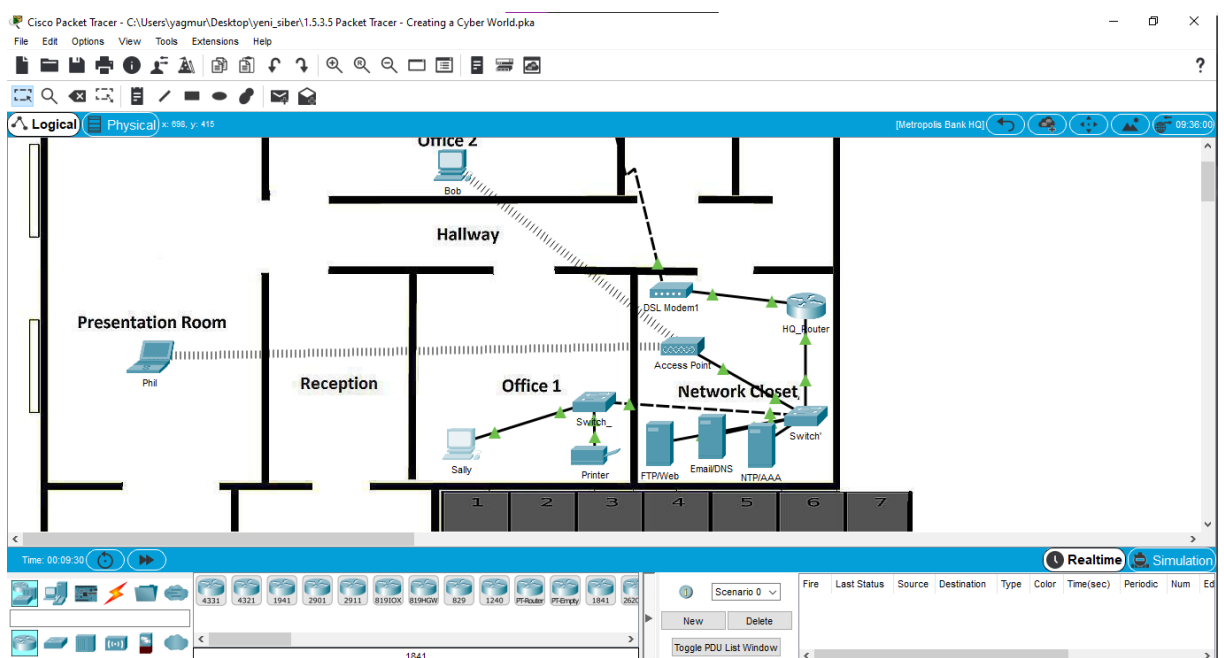 Cisco Packet Tracer - C:\Users\yagmur\Desktop\yeni_siber\1.5.3.5 Packet Tracer - Creating a Cyber World.pka
File Edit Options View Tools Extensions Help
Logical Physical x: 698, y: 415 [Metropolis Bank HQ] 09:36:00
Office 2
Bob
Hallway
DSL Modem1
HQ_Router
Presentation Room
Access Point
Phil
Reception
Office 1
Network Closet
Switch_
Switch'
Sally
Printer
FTP/Web
Email/DNS
NTP/AAA
1 2 3 4 5 6 7
Time: 00:09:30 Realtime Simulation
4331 4321 1941 2901 2911 819IOX 819HGW 829 1240 PT-Router PT-Empty 1841 2620
Scenario 0
Fire Last Status Source Destination Type Color Time(sec) Periodic Num Ed
New Delete
Toggle PDU List Window
1841